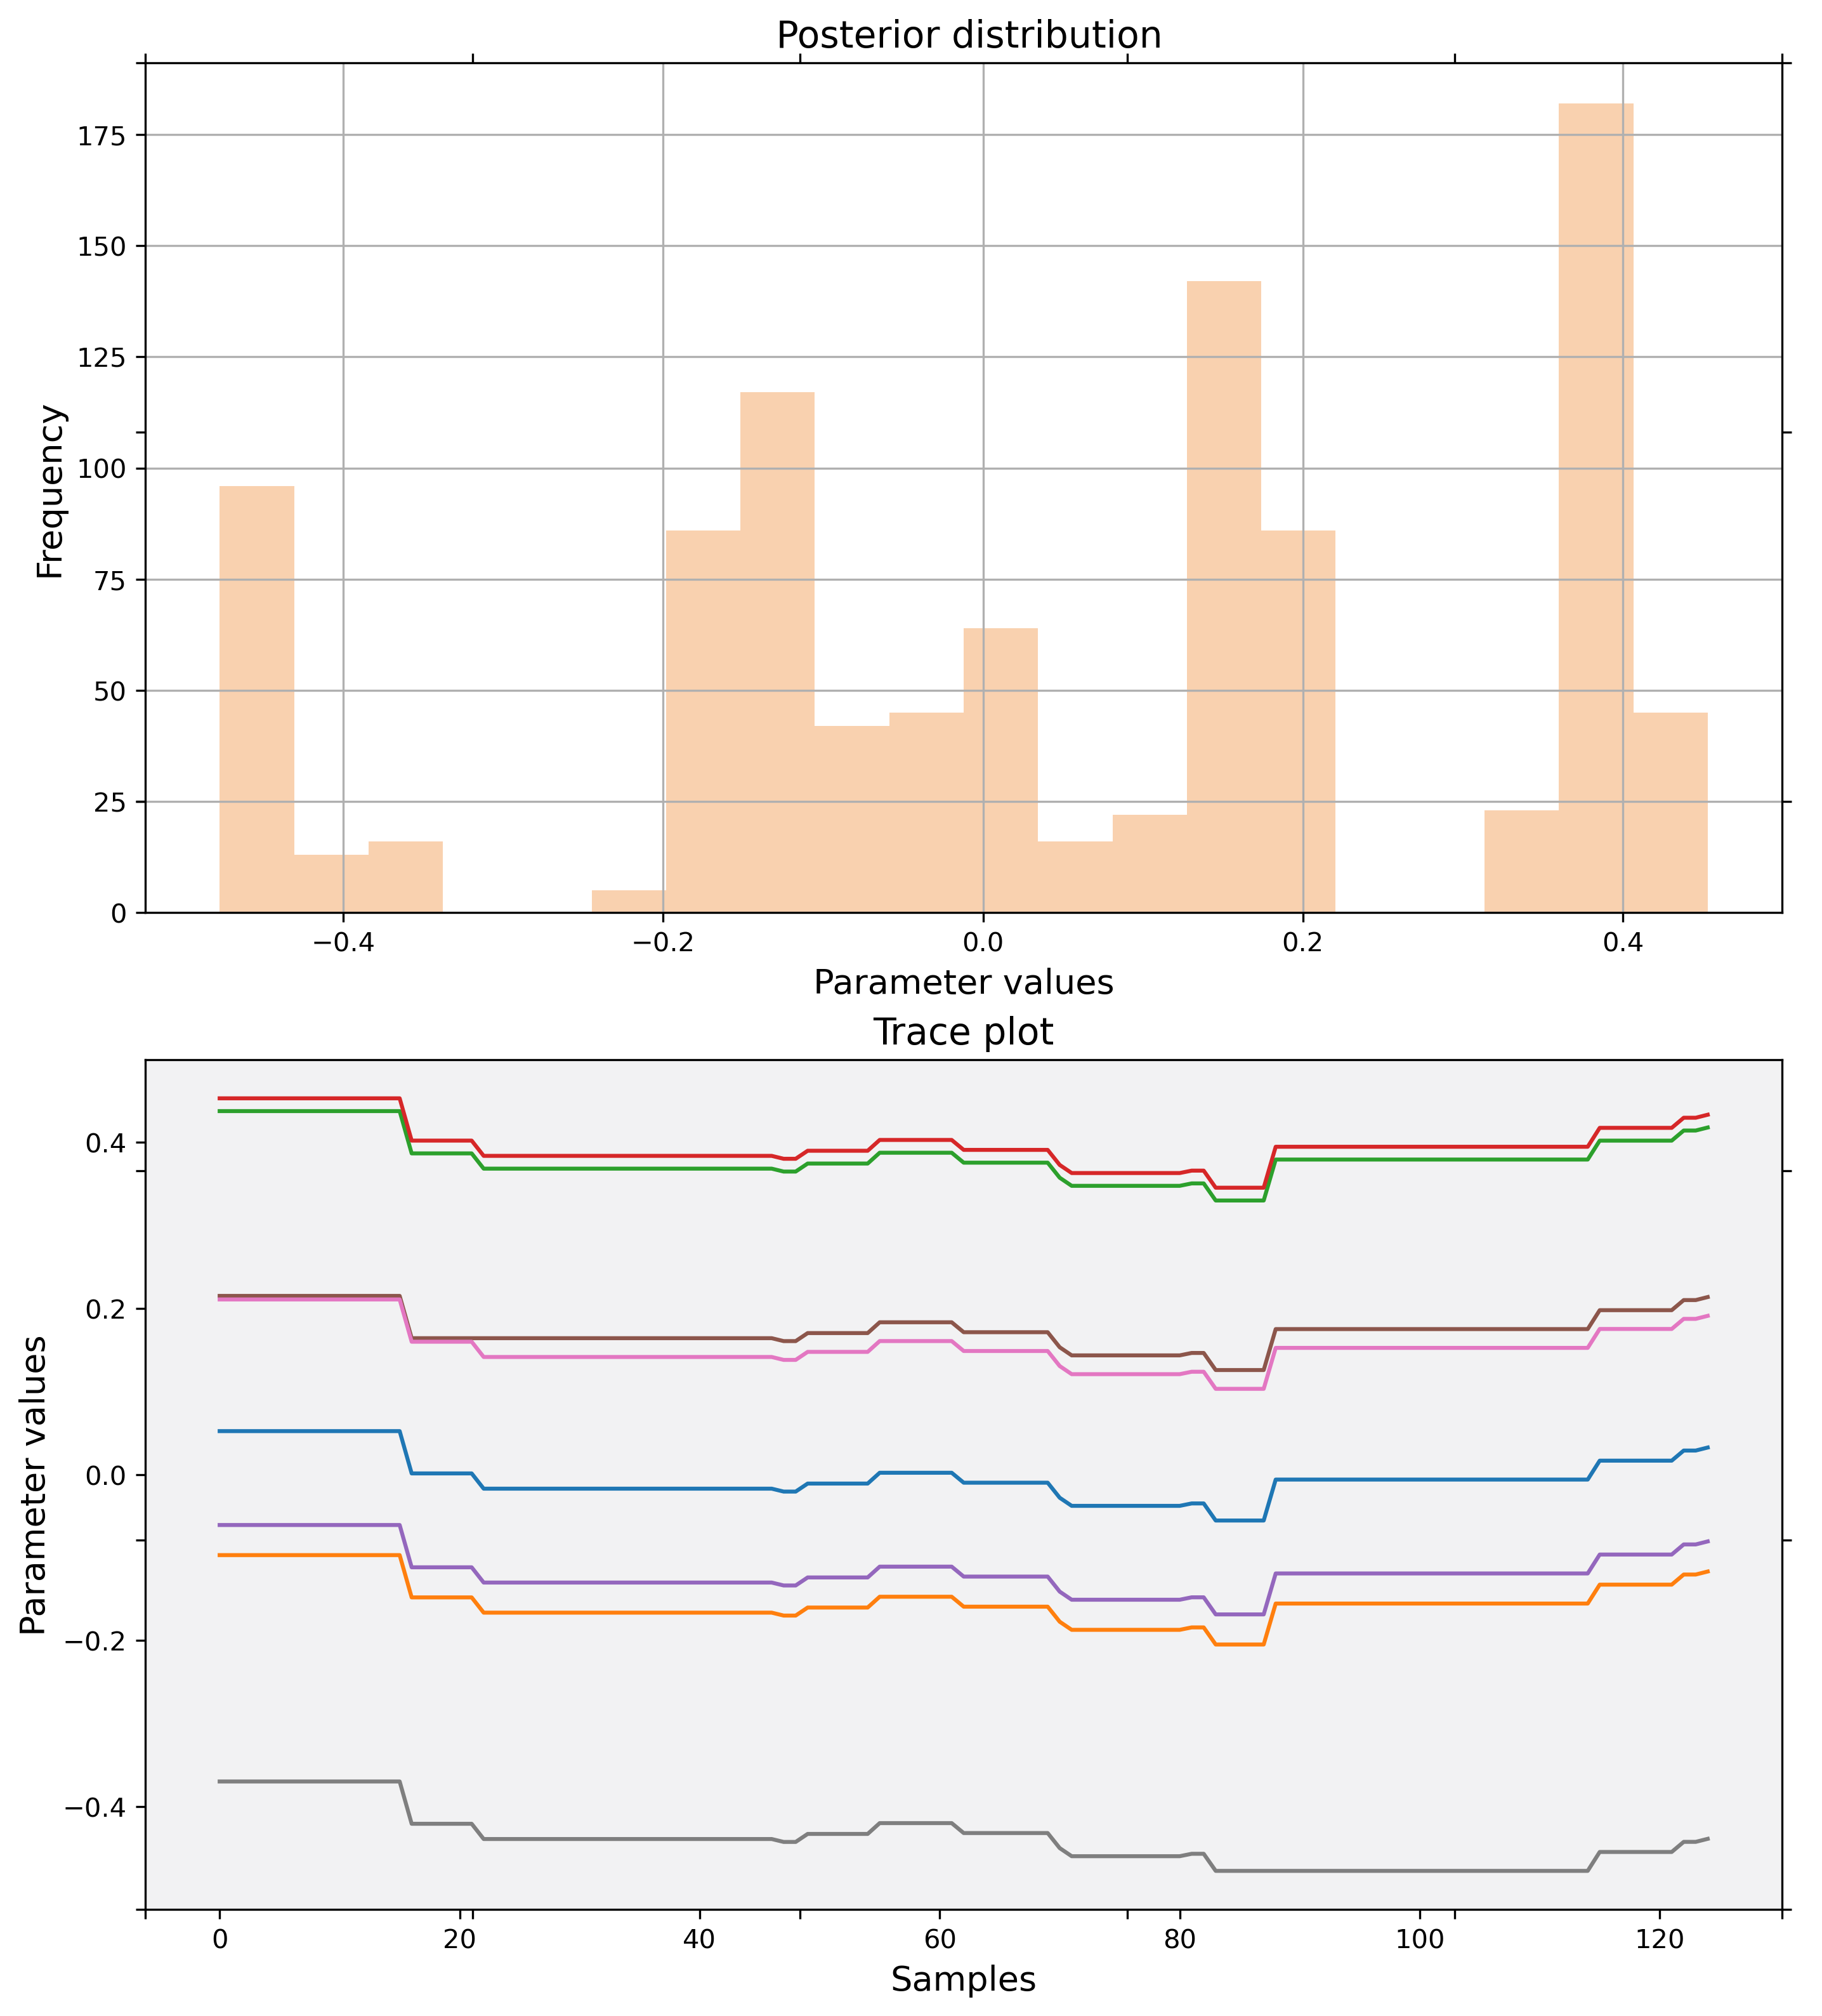 Posterior distribution
175
150
125
100
75
50
25
0
Frequency
−0.4 −0.2 0.0 0.2 0.4
Parameter values
Trace plot
0.4
0.2
0.0
−0.2
−0.4
Parameter values
0 20 40 60 80 100 120
Samples